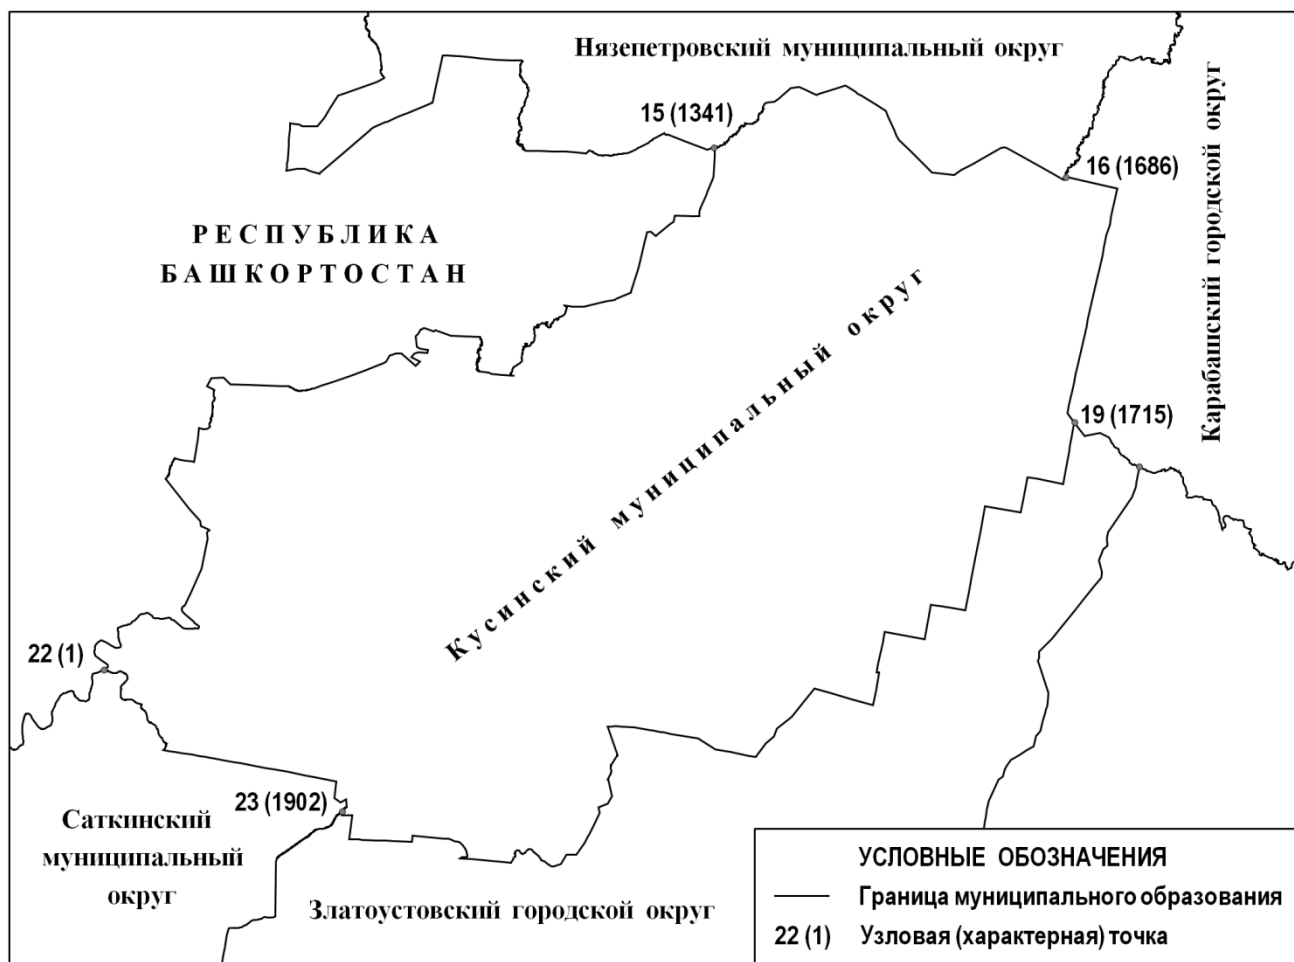 Нязепетровский муниципальный округ
15 (1341)
16 (1686)
Карабашский городской округ
РЕСПУБЛИКА
БАШКОРТОСТАН
Кусинский муниципальный округ
19 (1715)
22 (1)
23 (1902)
Саткинский
муниципальный
округ
Златоустовский городской округ
УСЛОВНЫЕ ОБОЗНАЧЕНИЯ
Граница муниципального образования
22 (1) Узловая (характерная) точка